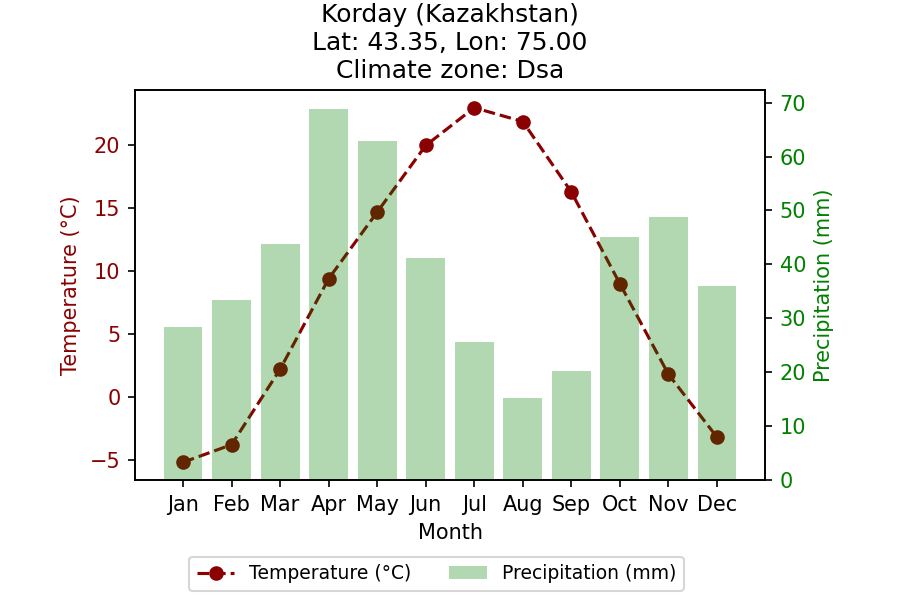 Korday (Kazakhstan)
Lat: 43.35, Lon: 75.00
Climate zone: Dsa
Temperature (°C)
20
15
10
5
0
−5
70
60
50
40
30
20
10
0
Precipitation (mm)
Jan Feb Mar Apr May Jun Jul Aug Sep Oct Nov Dec
Month
Temperature (°C) Precipitation (mm)